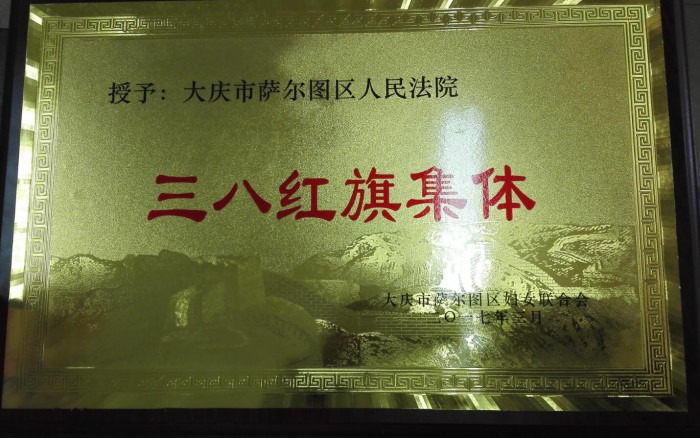 授予：大庆市萨尔图区人民法院
三八红旗集体
大庆市萨尔图区妇女联合会
二〇一七年三月